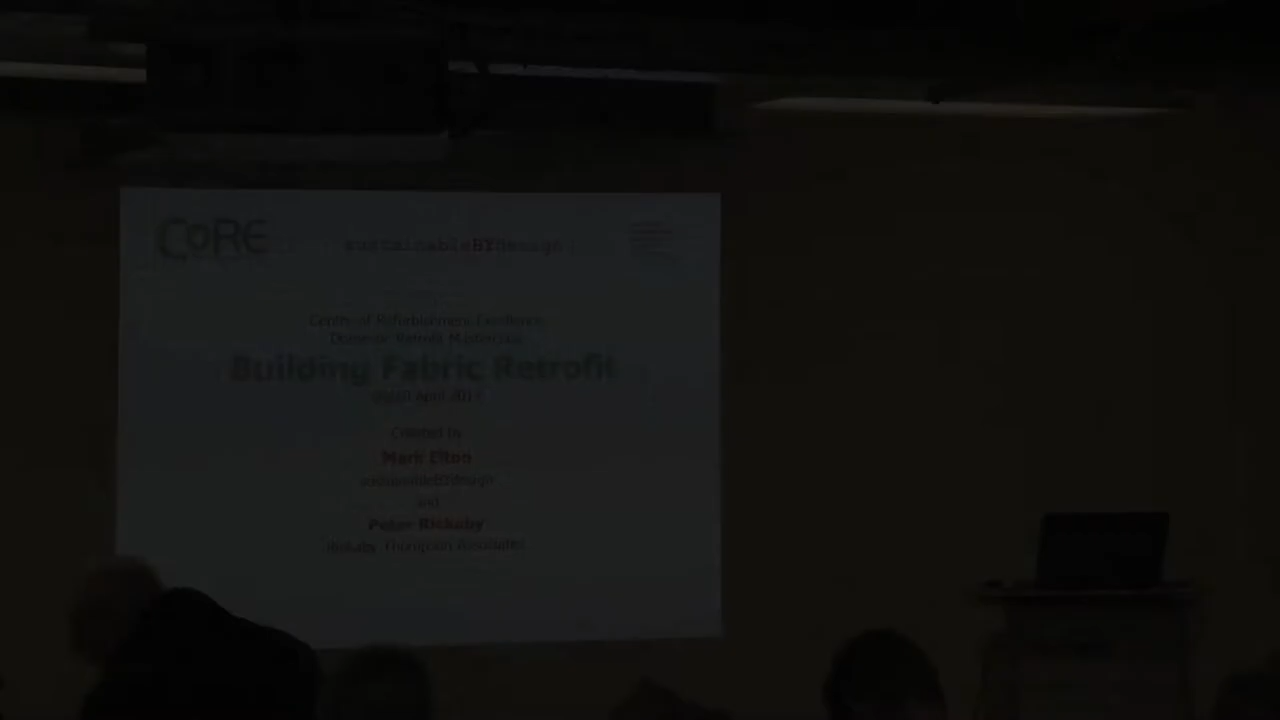 CoRE
sustainableBYdesign
Centre of Refurbishment Excellence
Domestic Retrofit Masterclass
Building Fabric Retrofit
April
Created by
Mark Elton
sustainableBYdesign
and
Peter Rickaby
Rickaby Thompson Associates